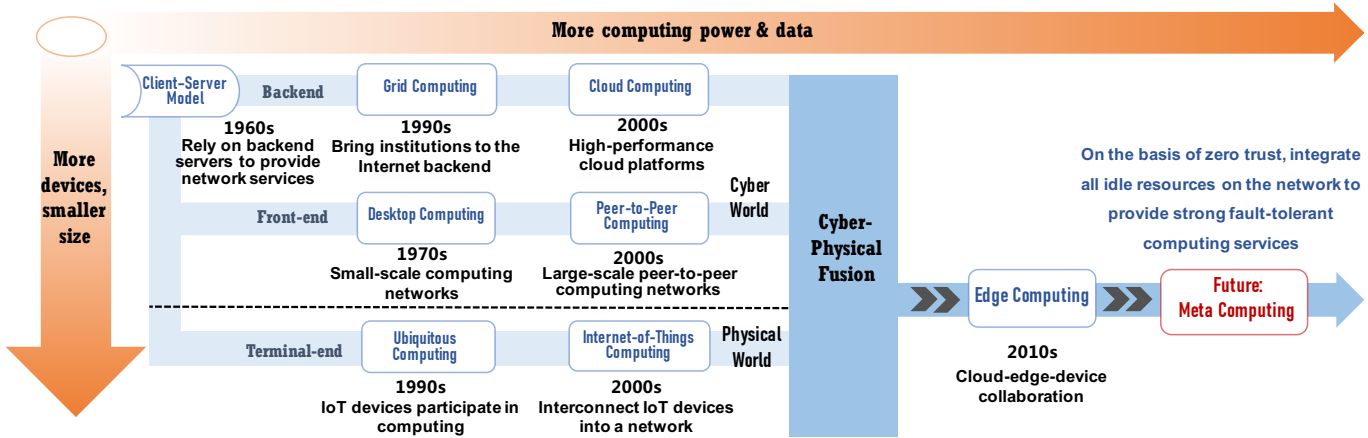 More computing power & data
More
devices,
smaller
size
Client-Server
Model
Backend
Grid Computing
Cloud Computing
1960s
Rely on backend
servers to provide
network services
1990s
Bring institutions to the
Internet backend
2000s
High-performance
cloud platforms
Cyber
World
Front-end
Desktop Computing
Peer-to-Peer
Computing
1970s
Small-scale computing
networks
2000s
Large-scale peer-to-peer
computing networks
Terminal-end
Ubiquitous
Computing
Internet-of-Things
Computing
Physical
World
1990s
IoT devices participate in
computing
2000s
Interconnect IoT devices
into a network
Cyber-
Physical
Fusion
Edge Computing
2010s
Cloud-edge-device
collaboration
On the basis of zero trust, integrate
all idle resources on the network to
provide strong fault-tolerant
computing services
Future:
Meta Computing